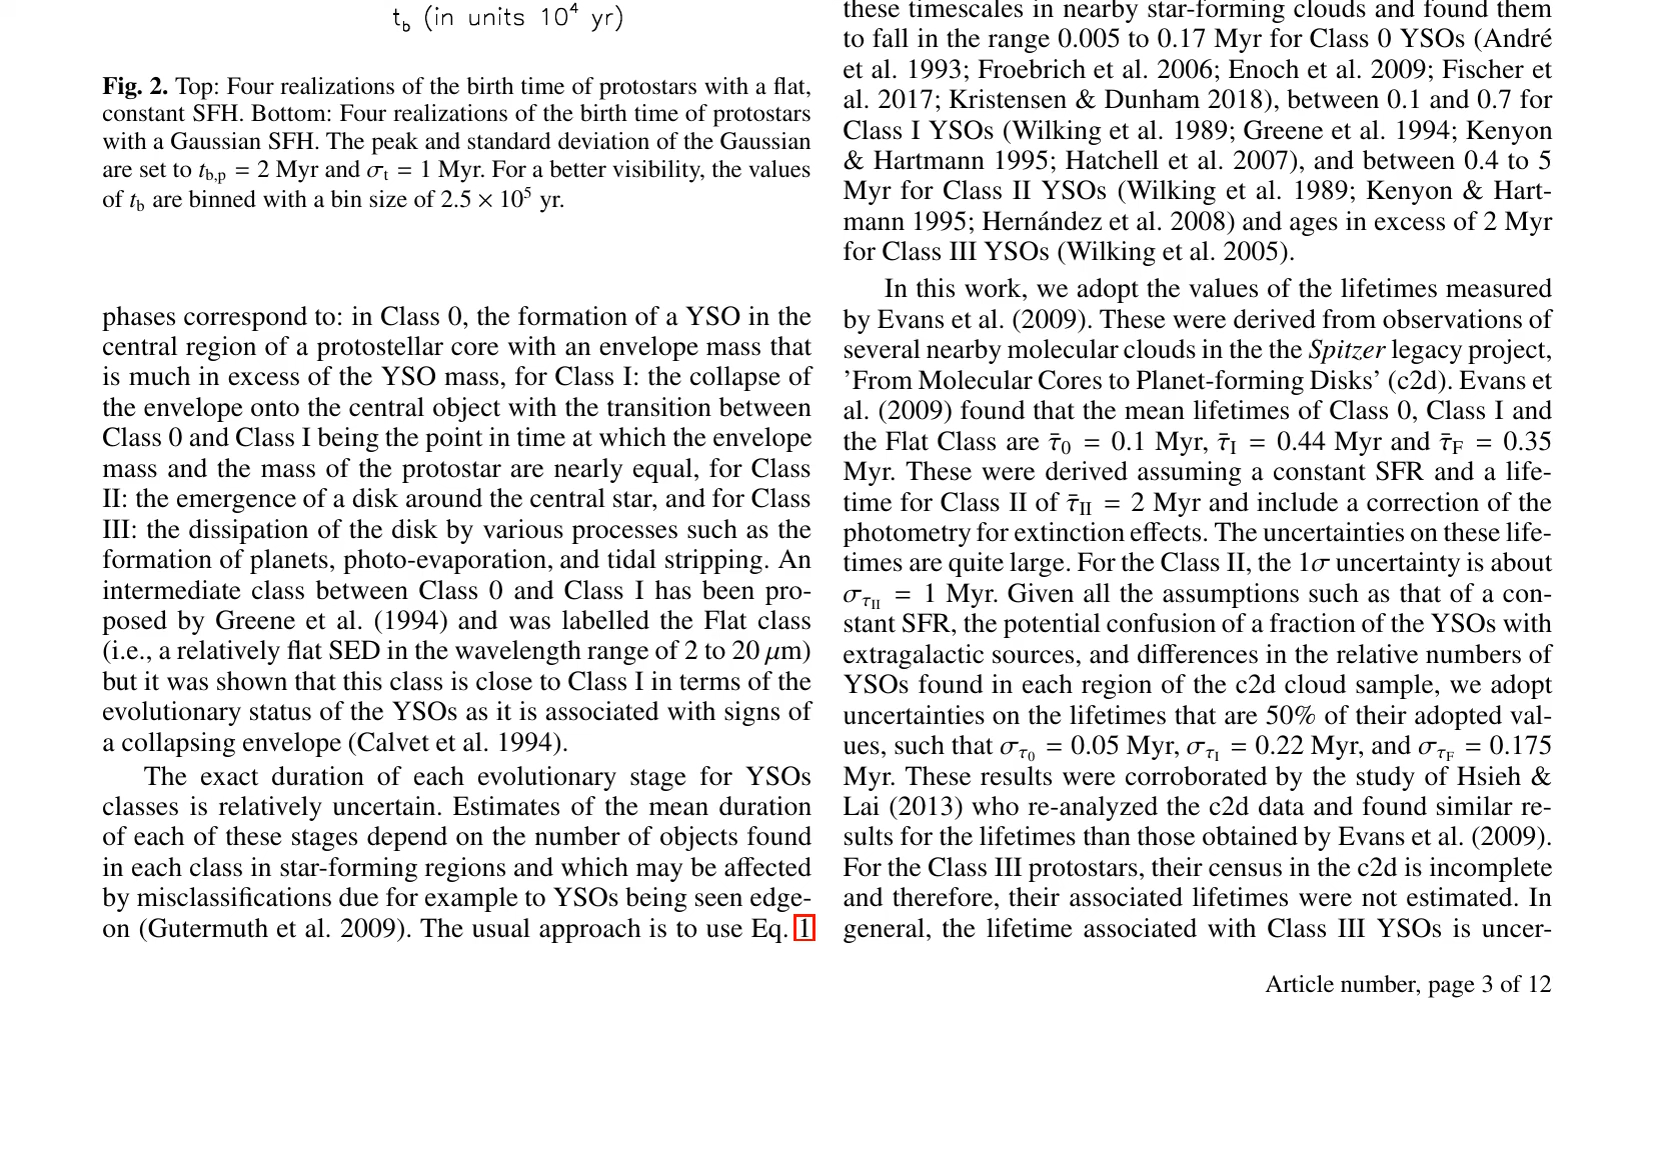 t_b (in units 10^4 yr)
Fig. 2. Top: Four realizations of the birth time of protostars with a flat,
constant SFH. Bottom: Four realizations of the birth time of protostars
with a Gaussian SFH. The peak and standard deviation of the Gaussian
are set to t_b,p = 2 Myr and σ_t = 1 Myr. For a better visibility, the values
of t_b are binned with a bin size of 2.5 × 10^5 yr.
phases correspond to: in Class 0, the formation of a YSO in the
central region of a protostellar core with an envelope mass that
is much in excess of the YSO mass, for Class I: the collapse of
the envelope onto the central object with the transition between
Class 0 and Class I being the point in time at which the envelope
mass and the mass of the protostar are nearly equal, for Class
II: the emergence of a disk around the central star, and for Class
III: the dissipation of the disk by various processes such as the
formation of planets, photo-evaporation, and tidal stripping. An
intermediate class between Class 0 and Class I has been pro-
posed by Greene et al. (1994) and was labelled the Flat class
(i.e., a relatively flat SED in the wavelength range of 2 to 20 μm)
but it was shown that this class is close to Class I in terms of the
evolutionary status of the YSOs as it is associated with signs of
a collapsing envelope (Calvet et al. 1994).
The exact duration of each evolutionary stage for YSOs
classes is relatively uncertain. Estimates of the mean duration
of each of these stages depend on the number of objects found
in each class in star-forming regions and which may be affected
by misclassifications due for example to YSOs being seen edge-
on (Gutermuth et al. 2009). The usual approach is to use Eq. 1
these timescales in nearby star-forming clouds and found them
to fall in the range 0.005 to 0.17 Myr for Class 0 YSOs (André
et al. 1993; Froebrich et al. 2006; Enoch et al. 2009; Fischer et
al. 2017; Kristensen & Dunham 2018), between 0.1 and 0.7 for
Class I YSOs (Wilking et al. 1989; Greene et al. 1994; Kenyon
& Hartmann 1995; Hatchell et al. 2007), and between 0.4 to 5
Myr for Class II YSOs (Wilking et al. 1989; Kenyon & Hart-
mann 1995; Hernández et al. 2008) and ages in excess of 2 Myr
for Class III YSOs (Wilking et al. 2005).
In this work, we adopt the values of the lifetimes measured
by Evans et al. (2009). These were derived from observations of
several nearby molecular clouds in the the Spitzer legacy project,
'From Molecular Cores to Planet-forming Disks' (c2d). Evans et
al. (2009) found that the mean lifetimes of Class 0, Class I and
the Flat Class are τ̄_0 = 0.1 Myr, τ̄_I = 0.44 Myr and τ̄_F = 0.35
Myr. These were derived assuming a constant SFR and a life-
time for Class II of τ̄_II = 2 Myr and include a correction of the
photometry for extinction effects. The uncertainties on these life-
times are quite large. For the Class II, the 1σ uncertainty is about
σ_τ_II = 1 Myr. Given all the assumptions such as that of a con-
stant SFR, the potential confusion of a fraction of the YSOs with
extragalactic sources, and differences in the relative numbers of
YSOs found in each region of the c2d cloud sample, we adopt
uncertainties on the lifetimes that are 50% of their adopted val-
ues, such that σ_τ_0 = 0.05 Myr, σ_τ_I = 0.22 Myr, and σ_τ_F = 0.175
Myr. These results were corroborated by the study of Hsieh &
Lai (2013) who re-analyzed the c2d data and found similar re-
sults for the lifetimes than those obtained by Evans et al. (2009).
For the Class III protostars, their census in the c2d is incomplete
and therefore, their associated lifetimes were not estimated. In
general, the lifetime associated with Class III YSOs is uncer-
Article number, page 3 of 12